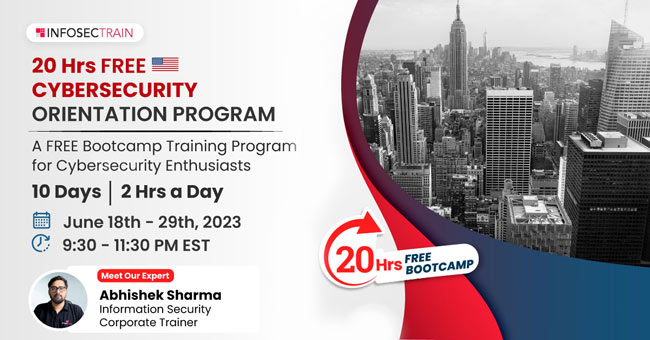 INFOSECTRAIN
20 Hrs FREE
CYBERSECURITY
ORIENTATION PROGRAM
A FREE Bootcamp Training Program
for Cybersecurity Enthusiasts
10 Days | 2 Hrs a Day
June 18th - 29th, 2023
9:30 - 11:30 PM EST
Meet Our Expert
Abhishek Sharma
Information Security
Corporate Trainer
20 Hrs FREE
BOOTCAMP